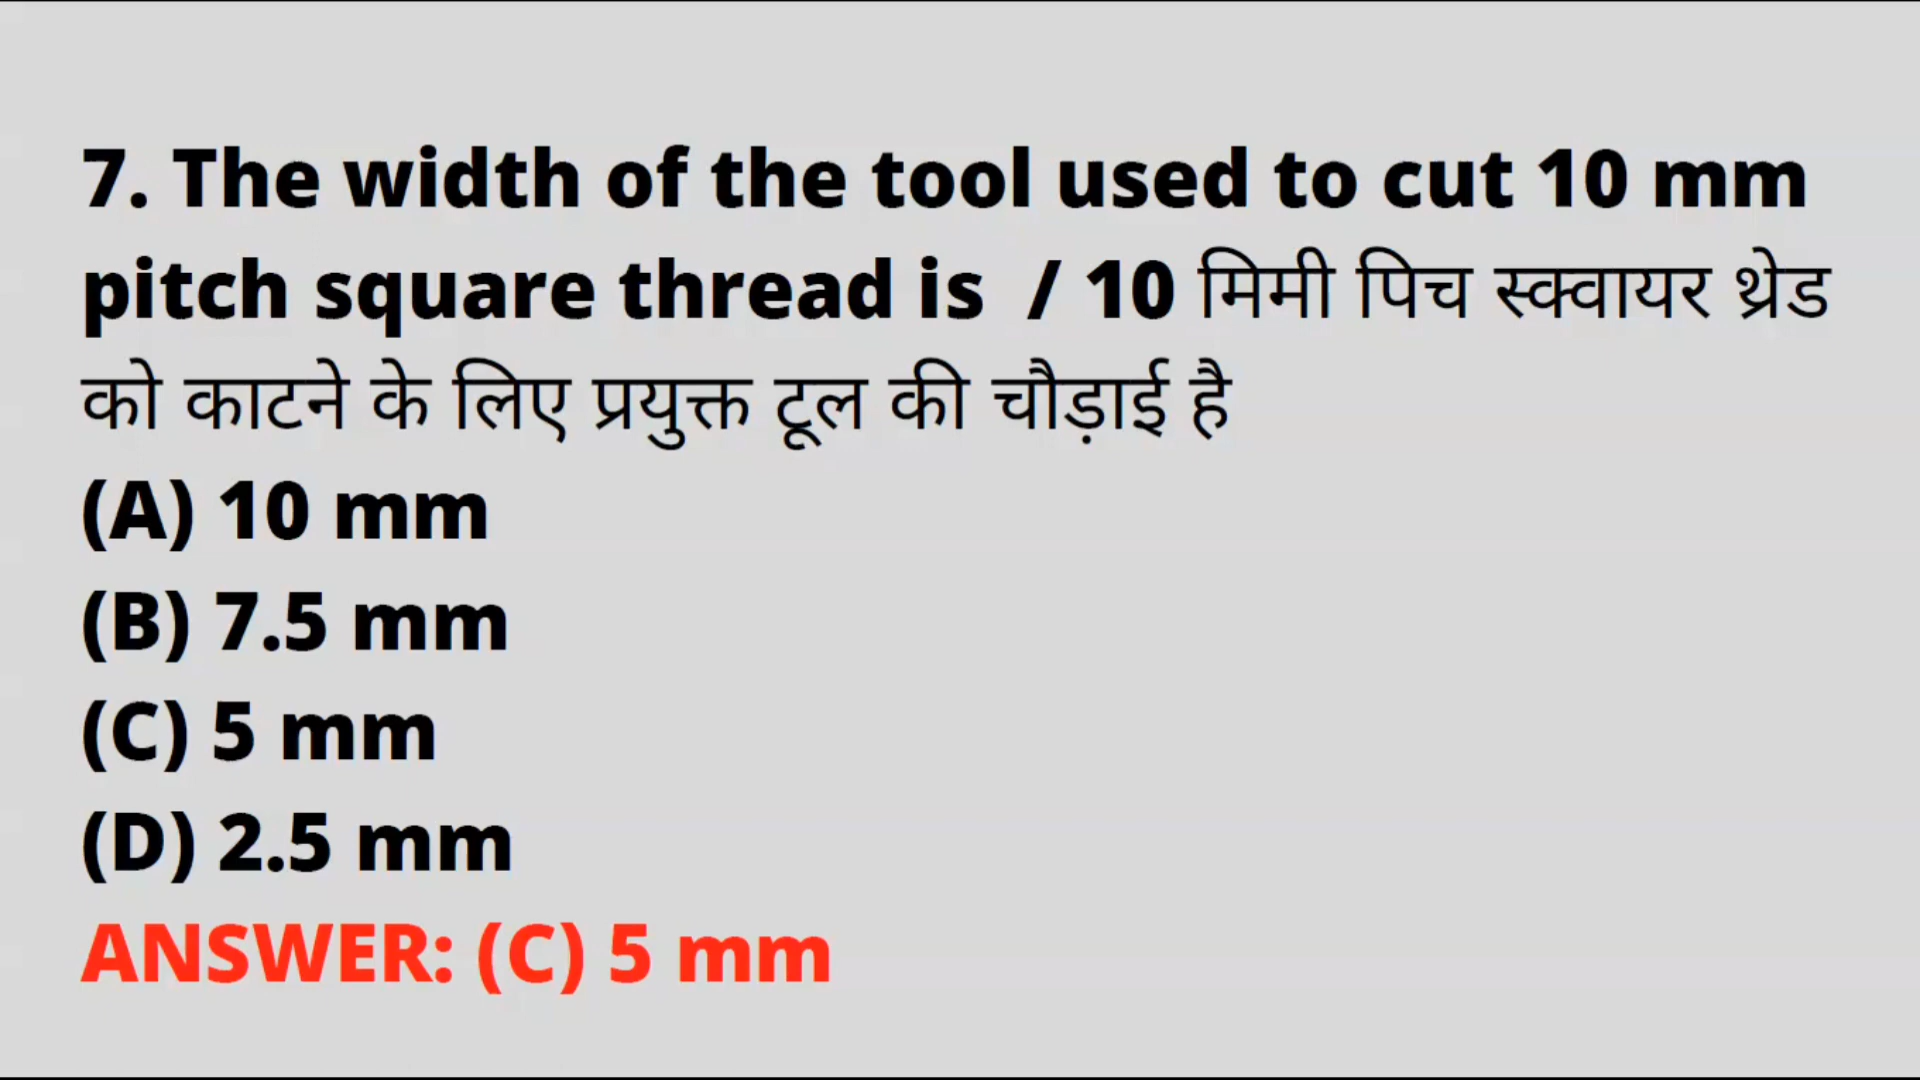 7. The width of the tool used to cut 10 mm
pitch square thread is / 10 मिमी पिच स्क्वायर थ्रेड
को काटने के लिए प्रयुक्त टूल की चौड़ाई है
(A) 10 mm
(B) 7.5 mm
(C) 5 mm
(D) 2.5 mm
ANSWER: (C) 5 mm